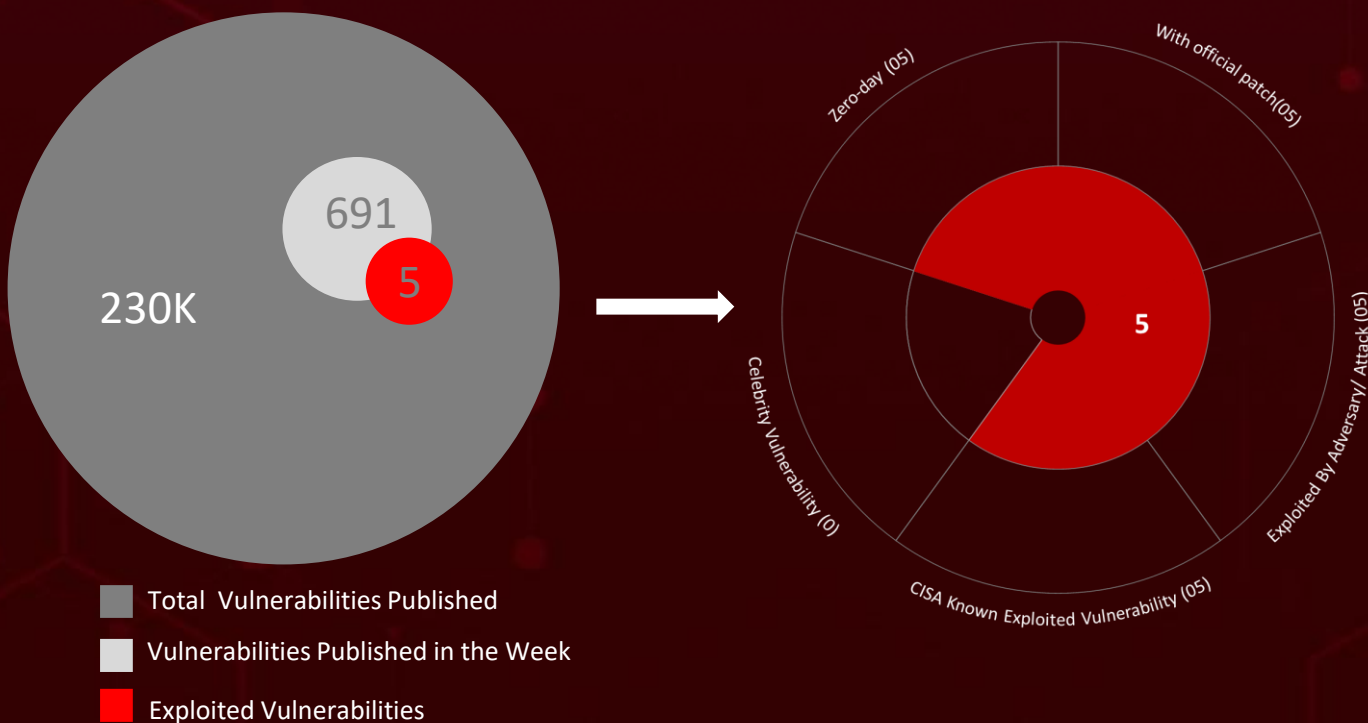 230K
691
5
Total Vulnerabilities Published
Vulnerabilities Published in the Week
Exploited Vulnerabilities
Zero-day (05)
With official patch(05)
5
Exploited By Adversary/ Attack (05)
CISA Known Exploited Vulnerability (05)
Celebrity Vulnerability (0)